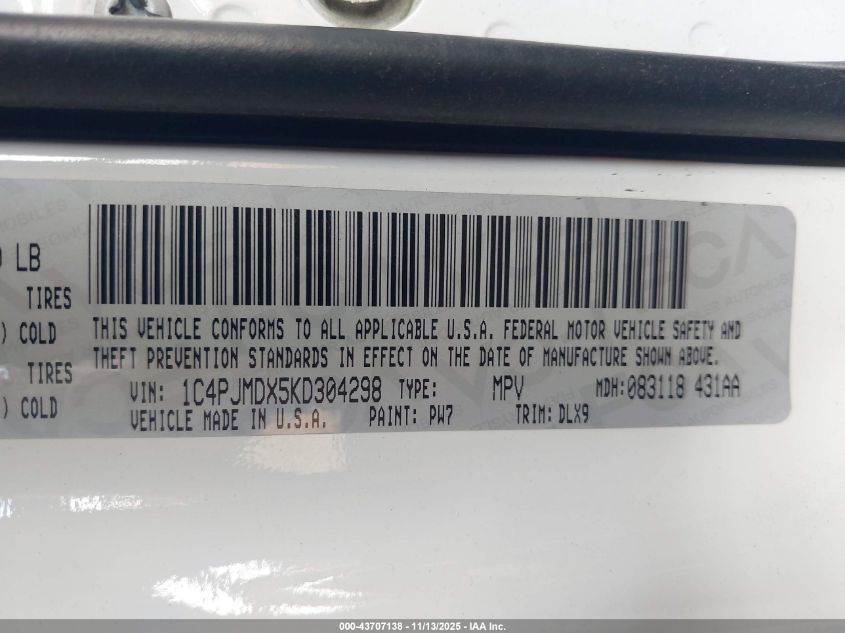 ) LB
TIRES
) COLD
TIRES
) COLD
THIS VEHICLE CONFORMS TO ALL APPLICABLE U.S.A. FEDERAL MOTOR VEHICLE SAFETY AND
THEFT PREVENTION STANDARDS IN EFFECT ON THE DATE OF MANUFACTURE SHOWN ABOVE.
VIN: 1C4PJMDX5KD304298 TYPE: MPV MDH:083118 431AA
VEHICLE MADE IN U.S.A. PAINT: PW7 TRIM: DLX9
000-43707138 - 11/13/2025 - IAA Inc.